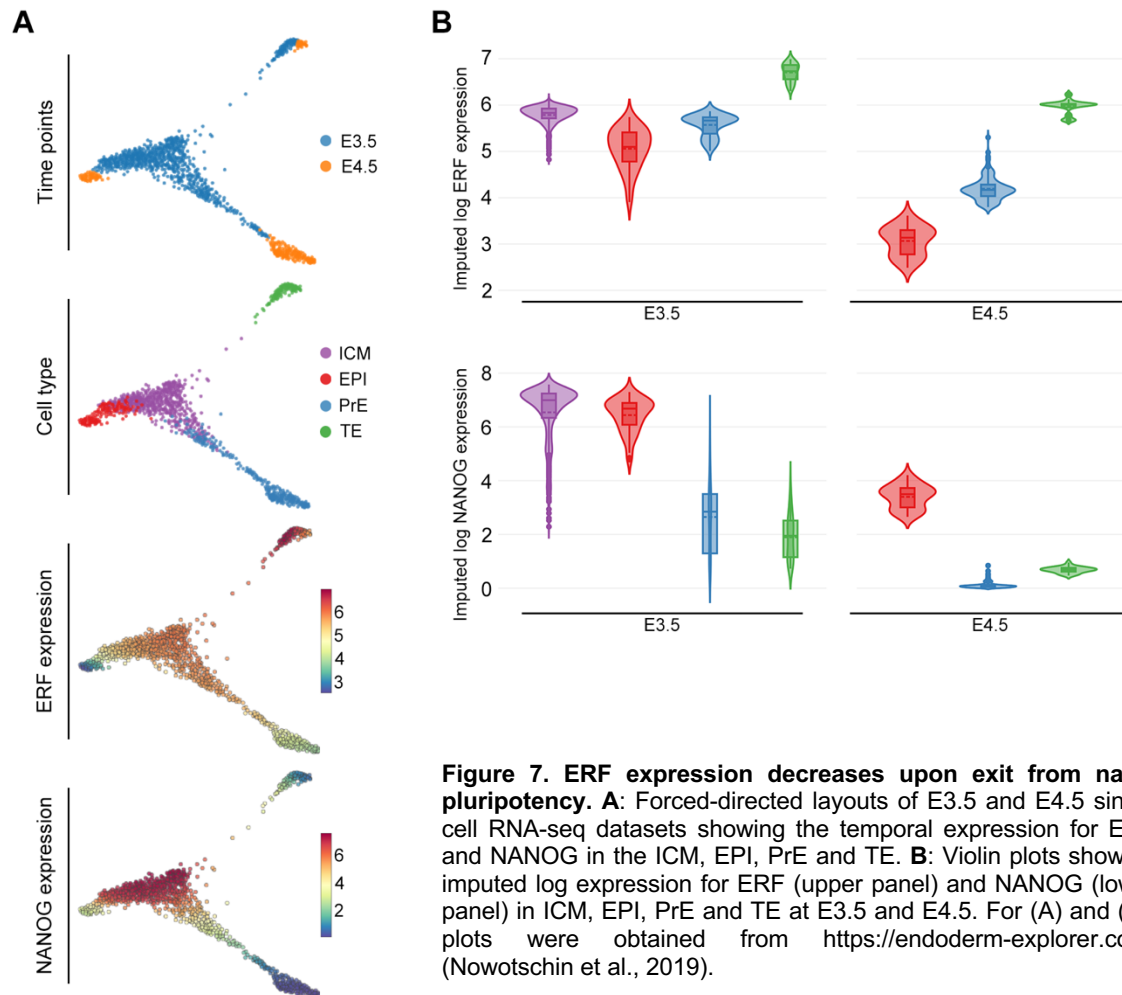 A
Time points
E3.5
E4.5
Cell type
ICM
EPI
PrE
TE
ERF expression
6
5
4
3
NANOG expression
6
4
2
B
Imputed log ERF expression
7
6
5
4
3
2
E3.5
E4.5
Imputed log NANOG expression
8
6
4
2
0
E3.5
E4.5
Figure 7. ERF expression decreases upon exit from na
pluripotency. A: Forced-directed layouts of E3.5 and E4.5 sin
cell RNA-seq datasets showing the temporal expression for E
and NANOG in the ICM, EPI, PrE and TE. B: Violin plots show
imputed log expression for ERF (upper panel) and NANOG (low
panel) in ICM, EPI, PrE and TE at E3.5 and E4.5. For (A) and (
plots were obtained from https://endoderm-explorer.co
(Nowotschin et al., 2019).